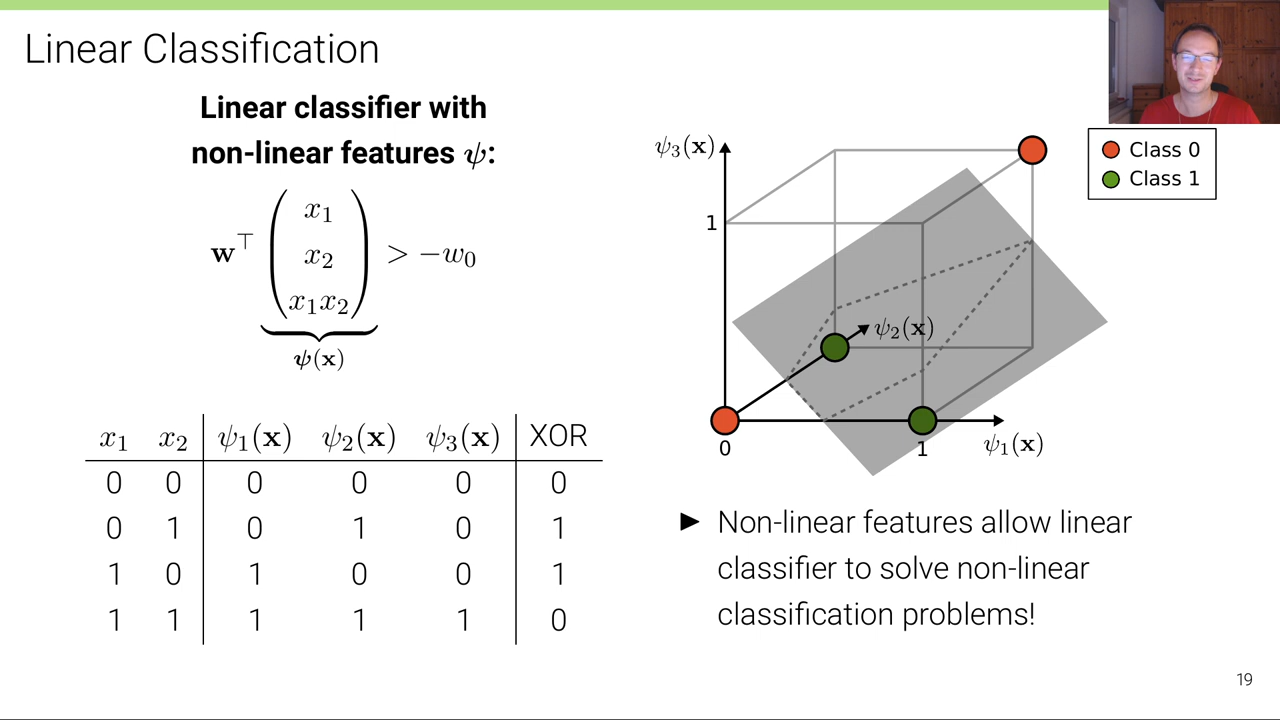 Linear Classification
Linear classifier with
non-linear features ψ:
w⊤ (x₁ x₂ x₁x₂) > −w₀
ψ(x)
x₁ x₂ ψ₁(x) ψ₂(x) ψ₃(x) XOR
0 0 0 0 0 0
0 1 0 1 0 1
1 0 1 0 0 1
1 1 1 1 1 0
ψ₃(x)
1
ψ₂(x)
0 1 ψ₁(x)
Class 0
Class 1
► Non-linear features allow linear
classifier to solve non-linear
classification problems!
19